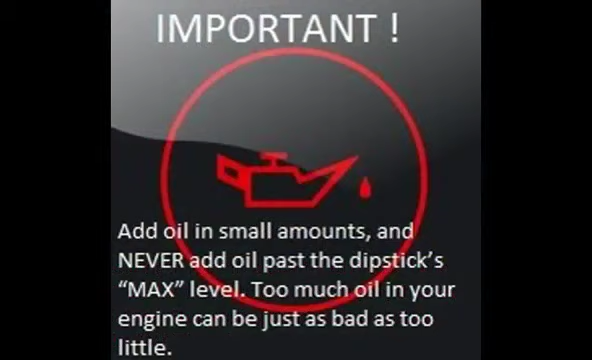 IMPORTANT !
Add oil in small amounts, and
NEVER add oil past the dipstick's
“MAX” level. Too much oil in your
engine can be just as bad as too
little.